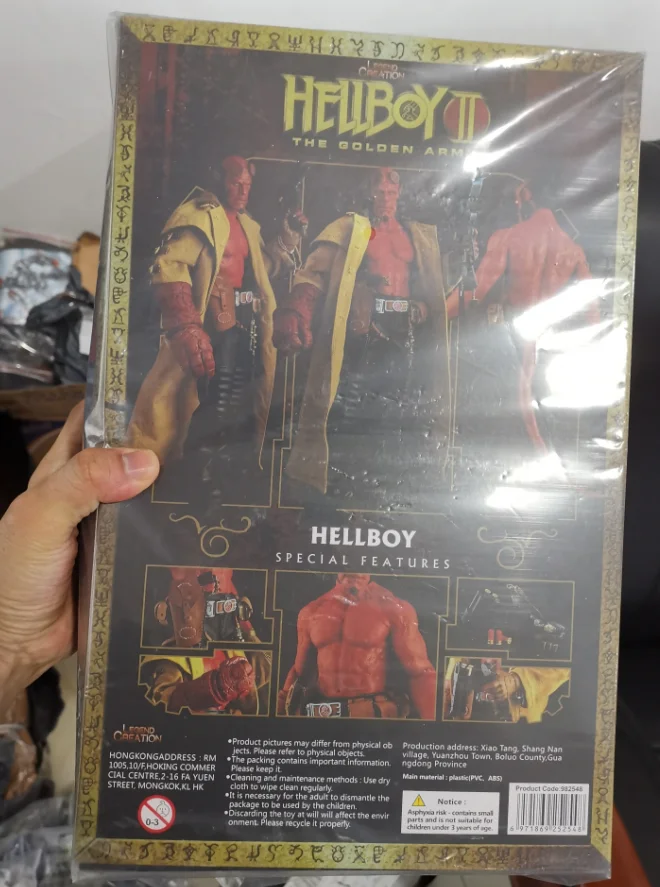 LEGEND
CREATION
HELLBOY II
THE GOLDEN ARM
HELLBOY
SPECIAL FEATURES
LEGEND
CREATION
HONGKONGADDRESS : RM
1005,10/F,HOKING COMMER
CIAL CENTRE,2-16 FA YUEN
STREET, MONGKOK,KL HK
0-3
•Product pictures may differ from physical ob
jects. Please refer to physical objects.
•The packing contains important information.
Please keep it.
•Cleaning and maintenance methods : Use dry
cloth to wipe clean regularly.
•It is necessary for the adult to dismantle the
package to be used by the children.
•Discarding the toy at will will affect the envir
onment. Please recycle it properly.
Production address: Xiao Tang, Shang Nan
village, Yuanzhou Town, Boluo County,Gua
ngdong Province
Main material : plastic(PVC, ABS)
Notice :
Asphyxia risk - contains small
parts and is not suitable for
children under 3 years of age.
Product Code:982548
4 971869 252548